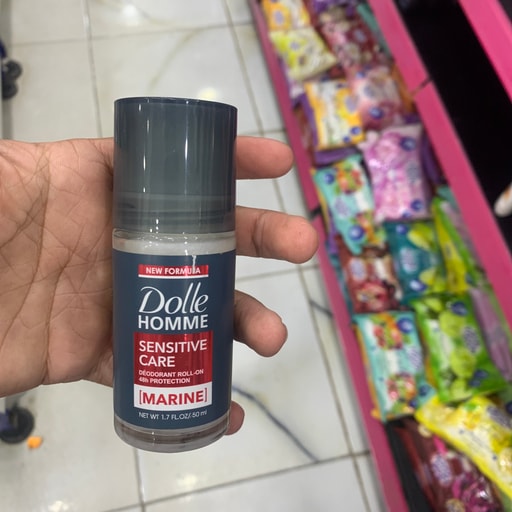 NEW FORMULA
Dolle
HOMME
SENSITIVE
CARE
DÉODORANT ROLL-ON
48h PROTECTION
[MARINE]
NET WT 1.7 FL.OZ/.50 ml